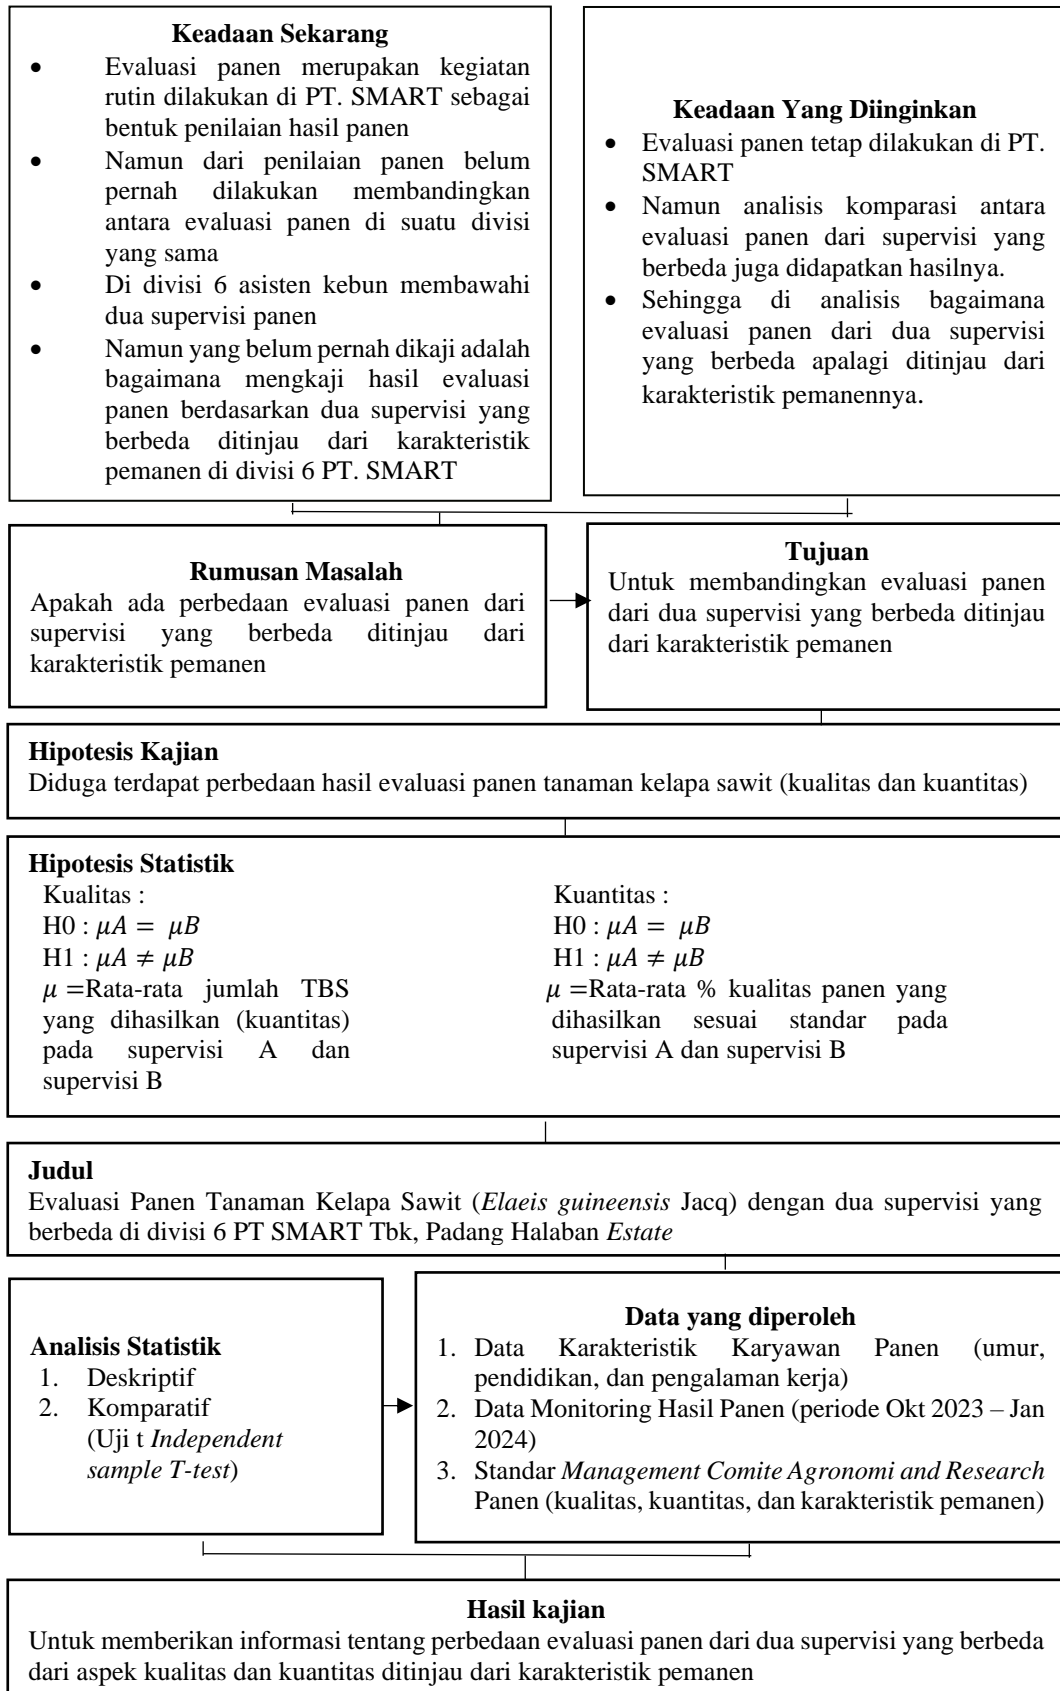 Keadaan Sekarang
• Evaluasi panen merupakan kegiatan
rutin dilakukan di PT. SMART sebagai
bentuk penilaian hasil panen
• Namun dari penilaian panen belum
pernah dilakukan membandingkan
antara evaluasi panen di suatu divisi
yang sama
• Di divisi 6 asisten kebun membawahi
dua supervisi panen
• Namun yang belum pernah dikaji adalah
bagaimana mengkaji hasil evaluasi
panen berdasarkan dua supervisi yang
berbeda ditinjau dari karakteristik
pemanen di divisi 6 PT. SMART
Keadaan Yang Diinginkan
• Evaluasi panen tetap dilakukan di PT.
SMART
• Namun analisis komparasi antara
evaluasi panen dari supervisi yang
berbeda juga didapatkan hasilnya.
• Sehingga di analisis bagaimana
evaluasi panen dari dua supervisi
yang berbeda apalagi ditinjau dari
karakteristik pemanennya.
Rumusan Masalah
Apakah ada perbedaan evaluasi panen dari
supervisi yang berbeda ditinjau dari
karakteristik pemanen
Tujuan
Untuk membandingkan evaluasi panen
dari dua supervisi yang berbeda ditinjau
dari karakteristik pemanen
Hipotesis Kajian
Diduga terdapat perbedaan hasil evaluasi panen tanaman kelapa sawit (kualitas dan kuantitas)
Hipotesis Statistik
Kualitas :
H0 : μA = μB
H1 : μA ≠ μB
μ =Rata-rata jumlah TBS
yang dihasilkan (kuantitas)
pada supervisi A dan
supervisi B
Kuantitas :
H0 : μA = μB
H1 : μA ≠ μB
μ =Rata-rata % kualitas panen yang
dihasilkan sesuai standar pada
supervisi A dan supervisi B
Judul
Evaluasi Panen Tanaman Kelapa Sawit (Elaeis guineensis Jacq) dengan dua supervisi yang
berbeda di divisi 6 PT SMART Tbk, Padang Halaban Estate
Analisis Statistik
1. Deskriptif
2. Komparatif
(Uji t Independent
sample T-test)
Data yang diperoleh
1. Data Karakteristik Karyawan Panen (umur,
pendidikan, dan pengalaman kerja)
2. Data Monitoring Hasil Panen (periode Okt 2023 – Jan
2024)
3. Standar Management Comite Agronomi and Research
Panen (kualitas, kuantitas, dan karakteristik pemanen)
Hasil kajian
Untuk memberikan informasi tentang perbedaan evaluasi panen dari dua supervisi yang berbeda
dari aspek kualitas dan kuantitas ditinjau dari karakteristik pemanen